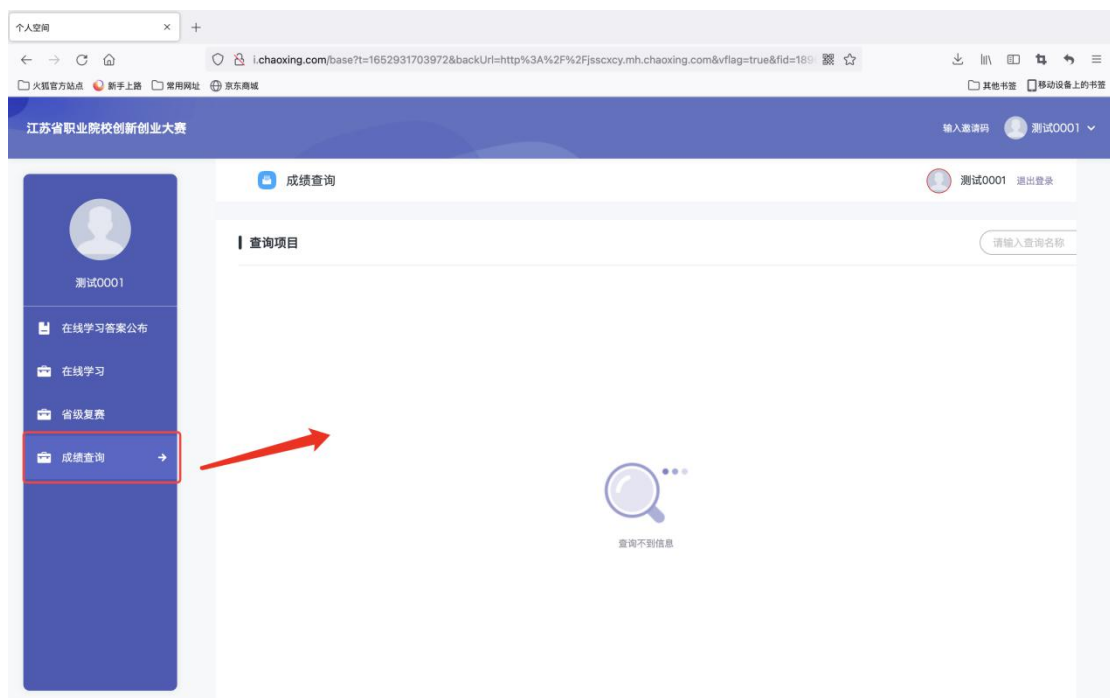 个人空间
i.chaoxing.com/base?t=1652931703972&backUrl=http%3A%2F%2Fjsscxcy.mh.chaoxing.com&vflag=true&fid=189
火狐官方站点 新手上路 常用网址 京东商城 其他书签 移动设备上的书签
江苏省职业院校创新创业大赛 输入邀请码 测试0001
成绩查询 测试0001 退出登录
查询项目 请输入查询名称
测试0001
在线学习答案公布
在线学习
省级复赛
成绩查询
查询不到信息